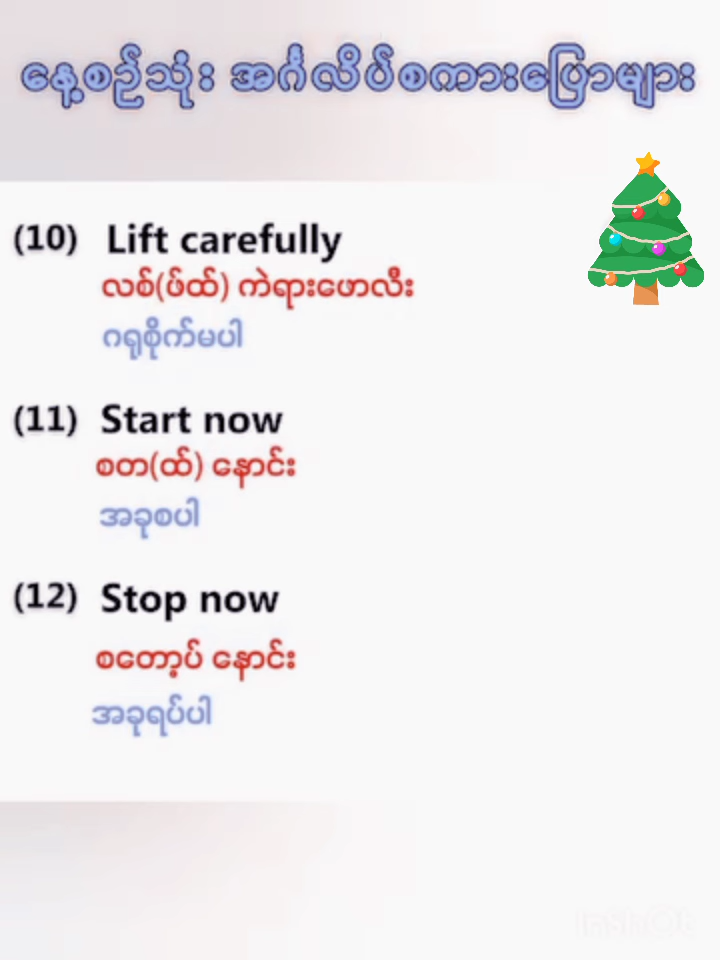 နေ့စဉ်သုံး အင်္ဂလိပ်စကားပြောများ
(10) Lift carefully
လစ်(ဖ်ထ်) ကဲရားဖောလီး
ဂရုစိုက်မပါ
(11) Start now
စတ(ထ်) နောင်း
အခုစပါ
(12) Stop now
စတော့ပ် နောင်း
အခုရပ်ပါ